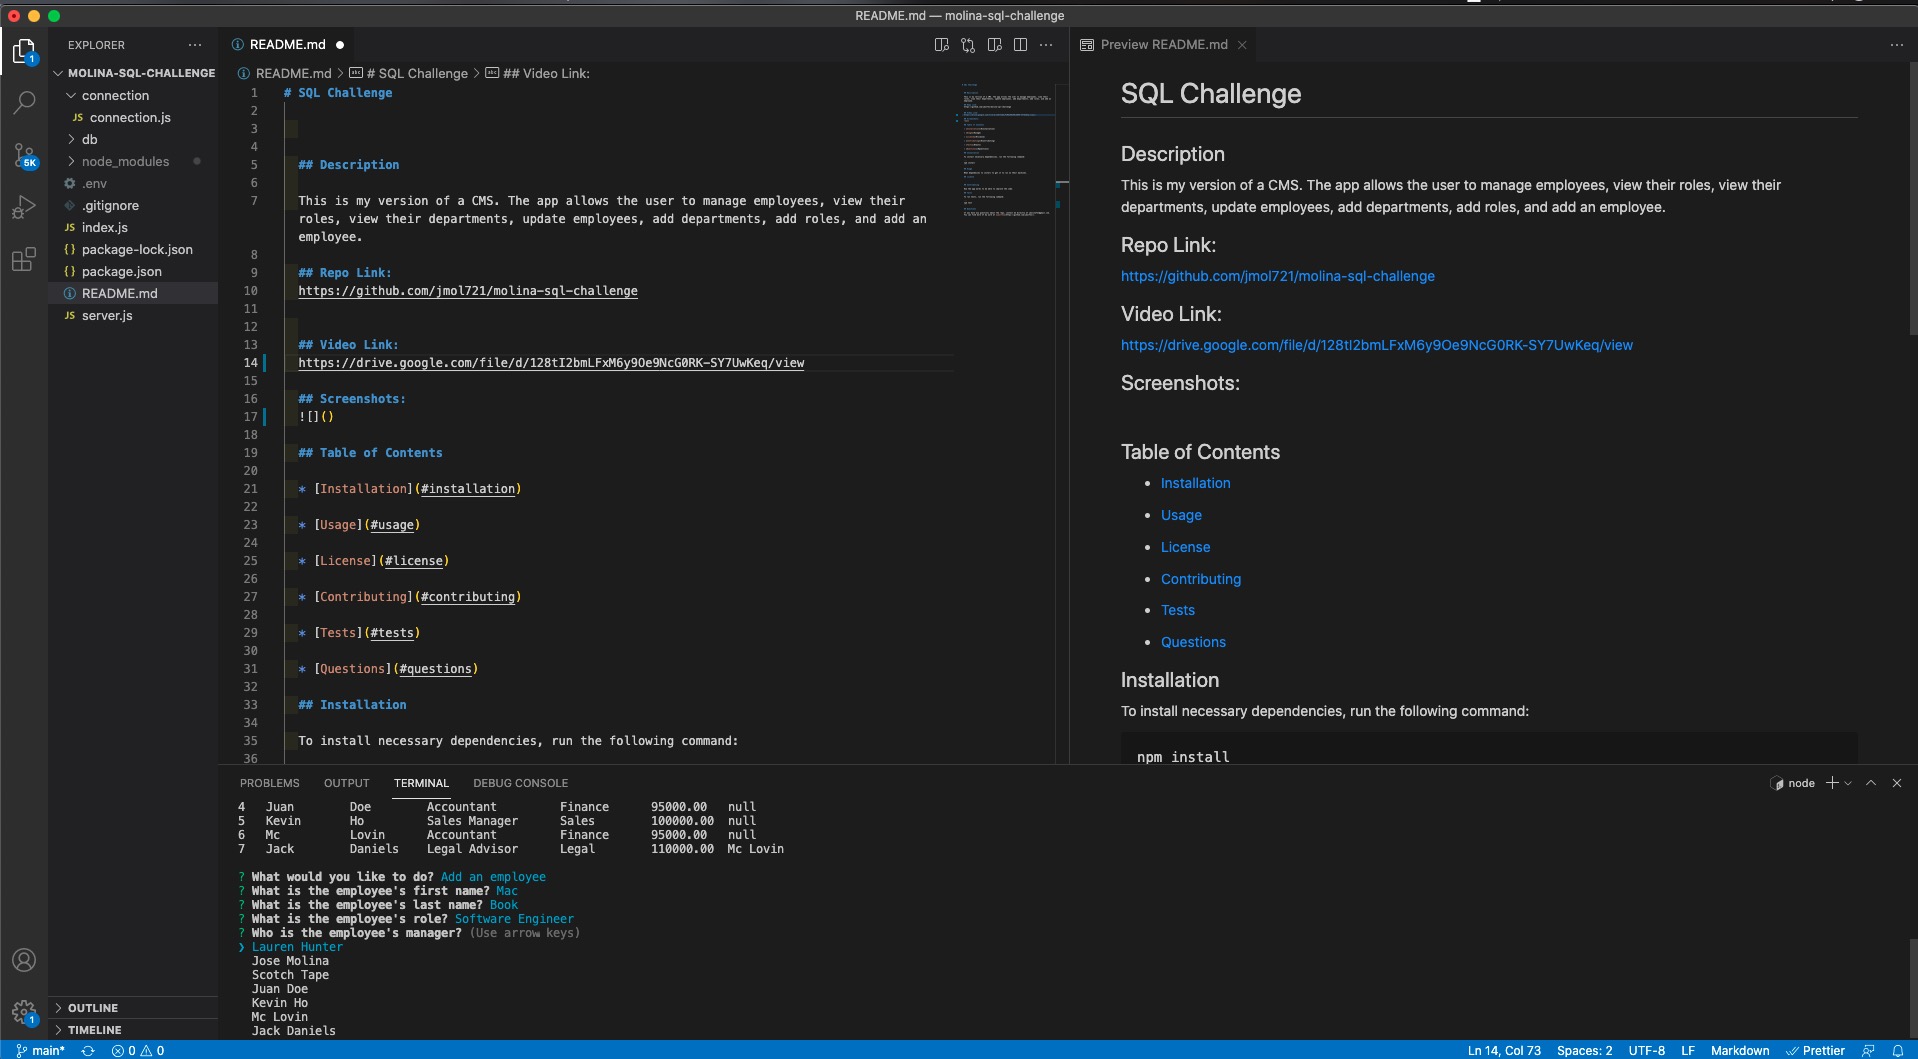 README.md — molina-sql-challenge
EXPLORER
MOLINA-SQL-CHALLENGE
connection
JS connection.js
db
node_modules
.env
.gitignore
JS index.js
{} package-lock.json
{} package.json
README.md
JS server.js
OUTLINE
TIMELINE
1
5K
1
README.md
README.md > # SQL Challenge > ## Video Link:
1 # SQL Challenge
2
3
4
5 ## Description
6
7 This is my version of a CMS. The app allows the user to manage employees, view their
roles, view their departments, update employees, add departments, add roles, and add an
employee.
8
9 ## Repo Link:
10 https://github.com/jmol721/molina-sql-challenge
11
12
13 ## Video Link:
14 https://drive.google.com/file/d/128tI2bmLFxM6y9Oe9NcG0RK-SY7UwKeq/view
15
16 ## Screenshots:
17 ![]()
18
19 ## Table of Contents
20
21 * [Installation](#installation)
22
23 * [Usage](#usage)
24
25 * [License](#license)
26
27 * [Contributing](#contributing)
28
29 * [Tests](#tests)
30
31 * [Questions](#questions)
32
33 ## Installation
34
35 To install necessary dependencies, run the following command:
36
Preview README.md
SQL Challenge
Description
This is my version of a CMS. The app allows the user to manage employees, view their roles, view their
departments, update employees, add departments, add roles, and add an employee.
Repo Link:
https://github.com/jmol721/molina-sql-challenge
Video Link:
https://drive.google.com/file/d/128tI2bmLFxM6y9Oe9NcG0RK-SY7UwKeq/view
Screenshots:
Table of Contents
• Installation
• Usage
• License
• Contributing
• Tests
• Questions
Installation
To install necessary dependencies, run the following command:
npm install
PROBLEMS OUTPUT TERMINAL DEBUG CONSOLE
node
4 Juan Doe Accountant Finance 95000.00 null
5 Kevin Ho Sales Manager Sales 100000.00 null
6 Mc Lovin Accountant Finance 95000.00 null
7 Jack Daniels Legal Advisor Legal 110000.00 Mc Lovin
? What would you like to do? Add an employee
? What is the employee's first name? Mac
? What is the employee's last name? Book
? What is the employee's role? Software Engineer
? Who is the employee's manager? (Use arrow keys)
❯ Lauren Hunter
Jose Molina
Scotch Tape
Juan Doe
Kevin Ho
Mc Lovin
Jack Daniels
main* 0 0
Ln 14, Col 73 Spaces: 2 UTF-8 LF Markdown Prettier